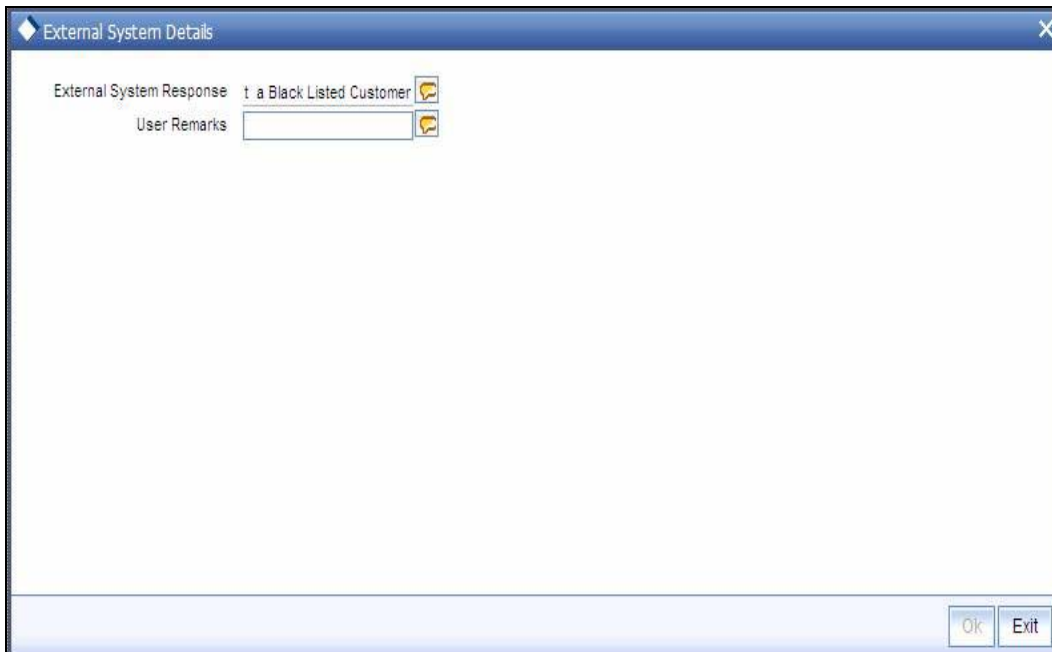 External System Details
External System Response t a Black Listed Customer
User Remarks
Ok Exit